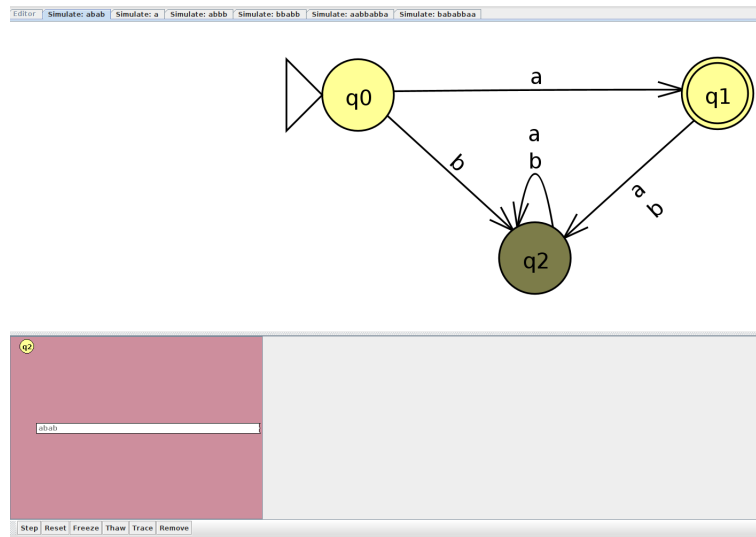 Editor Simulate: abab Simulate: a Simulate: abbb Simulate: bbabb Simulate: aabbabba Simulate: bababbaa
q0
a
q1
b
a
b
a
b
q2
q2
abab
Step Reset Freeze Thaw Trace Remove